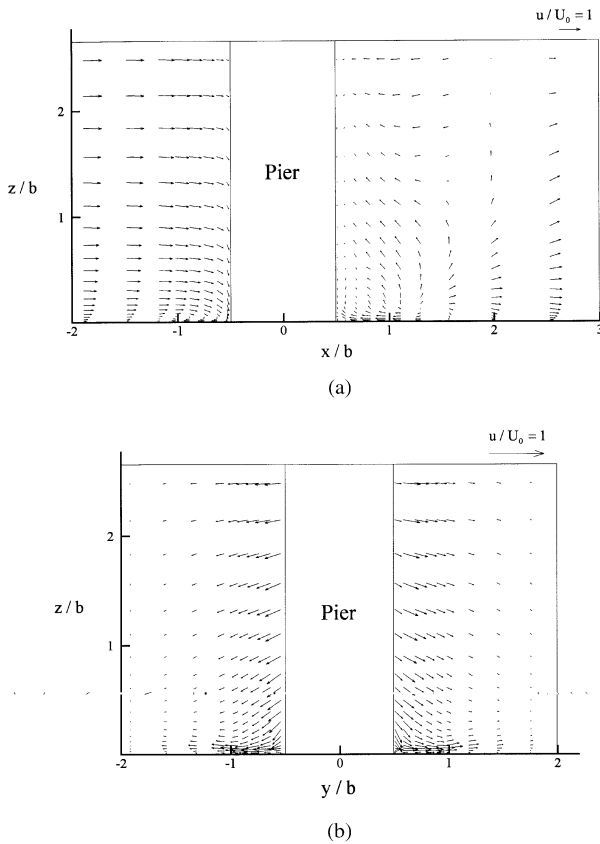 u / U₀ = 1
2
z / b
Pier
1
-2 -1 0 1 2 3
x / b
(a)
u / U₀ = 1
2
z / b
Pier
1
-2 -1 0 1 2
y / b
(b)